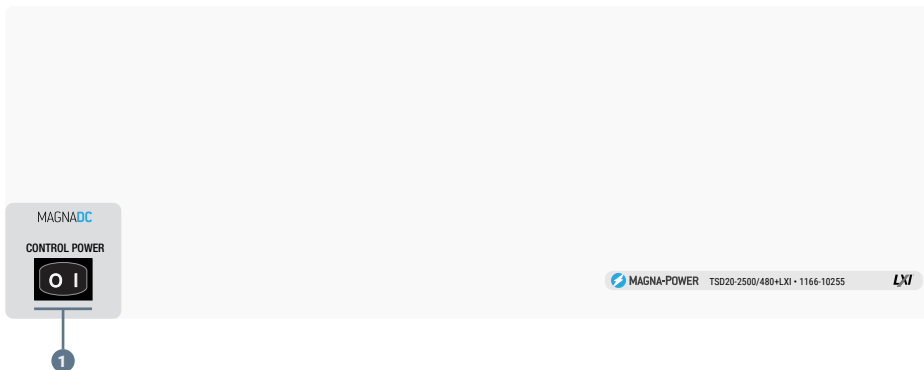 MAGNADC
CONTROL POWER
O I
MAGNA-POWER TSD20-2500/480+LXI • 1166-10255 LXI
1